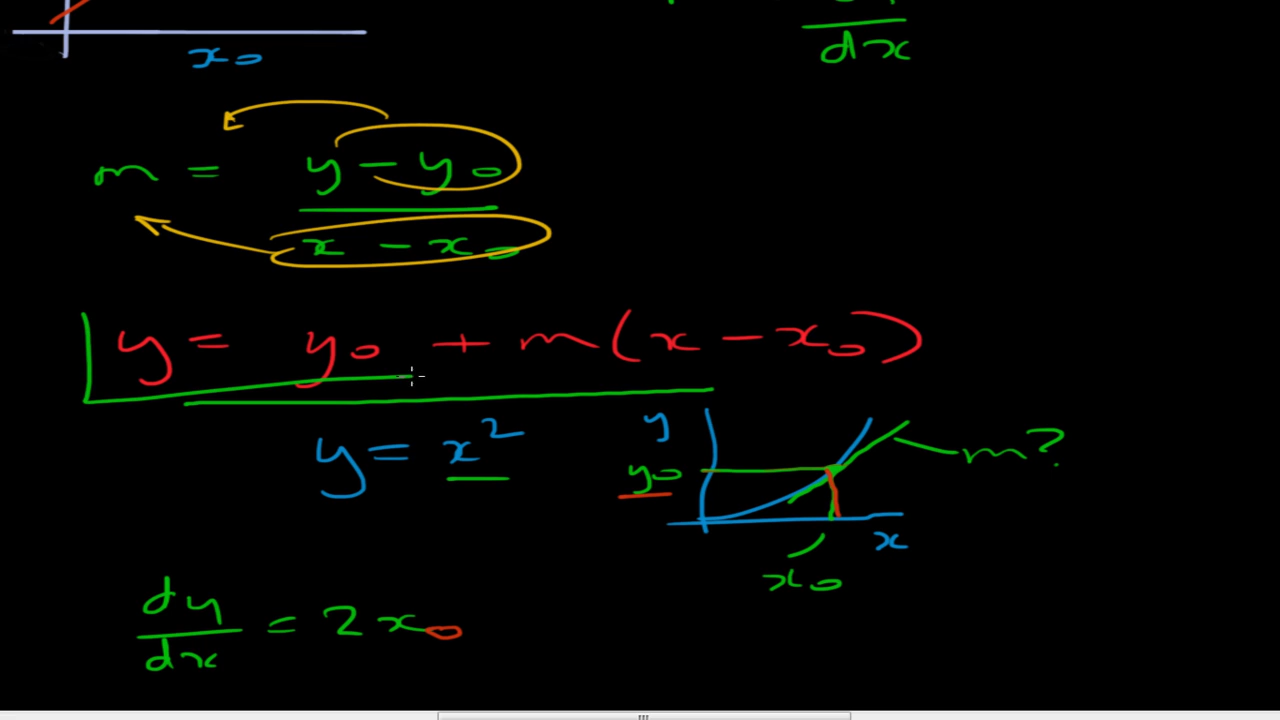 x₀
dx
m = y - y₀
x - x₀
y = y₀ + m(x - x₀)
y = x²
y
y₀
m?
x
x₀
dy
dx = 2x₀